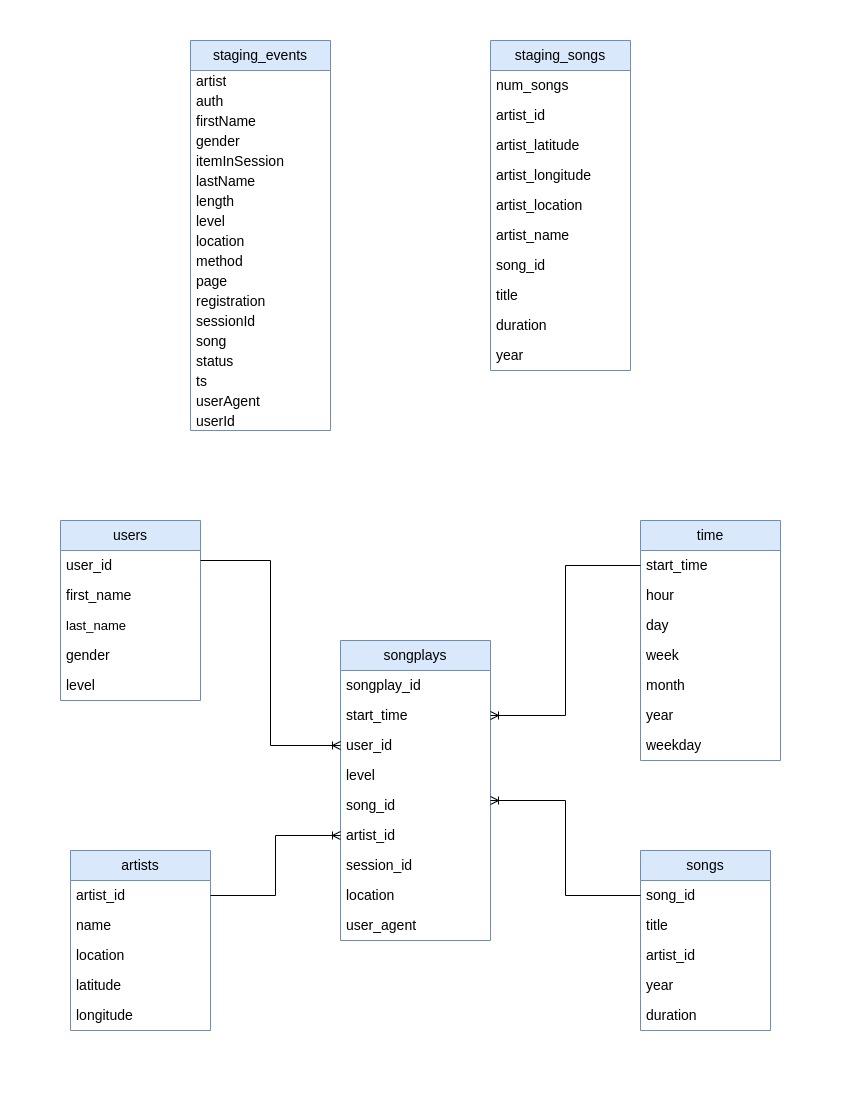 staging_events
artist
auth
firstName
gender
itemInSession
lastName
length
level
location
method
page
registration
sessionId
song
status
ts
userAgent
userId
staging_songs
num_songs
artist_id
artist_latitude
artist_longitude
artist_location
artist_name
song_id
title
duration
year
users
user_id
first_name
last_name
gender
level
time
start_time
hour
day
week
month
year
weekday
songplays
songplay_id
start_time
user_id
level
song_id
artist_id
session_id
location
user_agent
artists
artist_id
name
location
latitude
longitude
songs
song_id
title
artist_id
year
duration